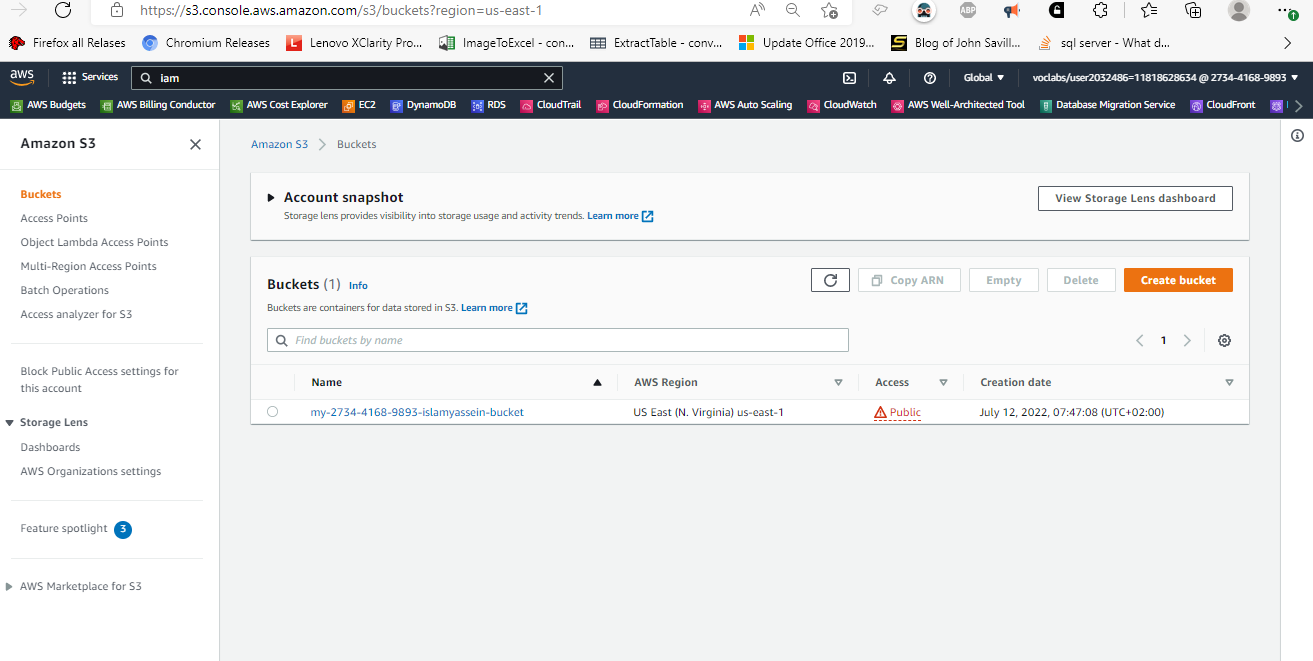 https://s3.console.aws.amazon.com/s3/buckets?region=us-east-1
Firefox all Relases Chromium Releases Lenovo XClarity Pro... ImageToExcel - con... ExtractTable - conv... Update Office 2019... Blog of John Savill... sql server - What d...
aws Services iam Global voclabs/user2032486=11818628634 @ 2734-4168-9893
AWS Budgets AWS Billing Conductor AWS Cost Explorer EC2 DynamoDB RDS CloudTrail CloudFormation AWS Auto Scaling CloudWatch AWS Well-Architected Tool Database Migration Service CloudFront
Amazon S3
Buckets
Access Points
Object Lambda Access Points
Multi-Region Access Points
Batch Operations
Access analyzer for S3
Block Public Access settings for
this account
Storage Lens
Dashboards
AWS Organizations settings
Feature spotlight 3
AWS Marketplace for S3
Amazon S3 > Buckets
Account snapshot
Storage lens provides visibility into storage usage and activity trends. Learn more
View Storage Lens dashboard
Buckets (1) Info
Buckets are containers for data stored in S3. Learn more
Copy ARN Empty Delete Create bucket
Find buckets by name
1
Name AWS Region Access Creation date
my-2734-4168-9893-islamyassein-bucket US East (N. Virginia) us-east-1 Public July 12, 2022, 07:47:08 (UTC+02:00)